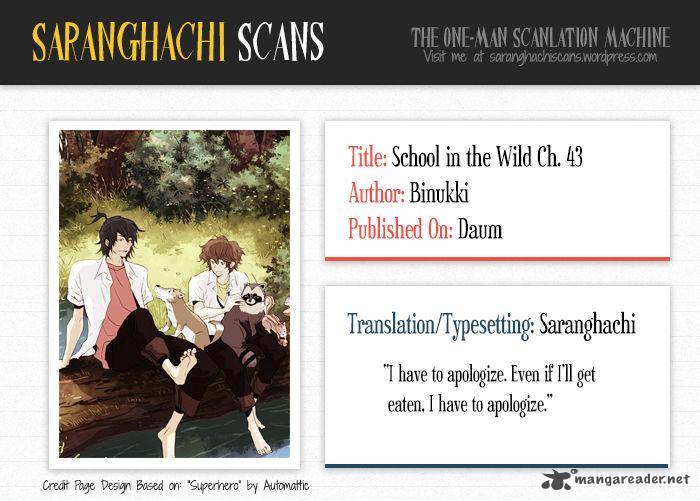 SARANGHACHI SCANS
THE ONE-MAN SCANLATION MACHINE
Visit me at saranghachiscans.wordpress.com
Title: School in the Wild Ch. 43
Author: Binukki
Published On: Daum
Translation/Typesetting: Saranghachi
"I have to apologize. Even if I'll get
eaten, I have to apologize."
Credit Page Design Based on: "Superhero" by Automattic
mangareader.net